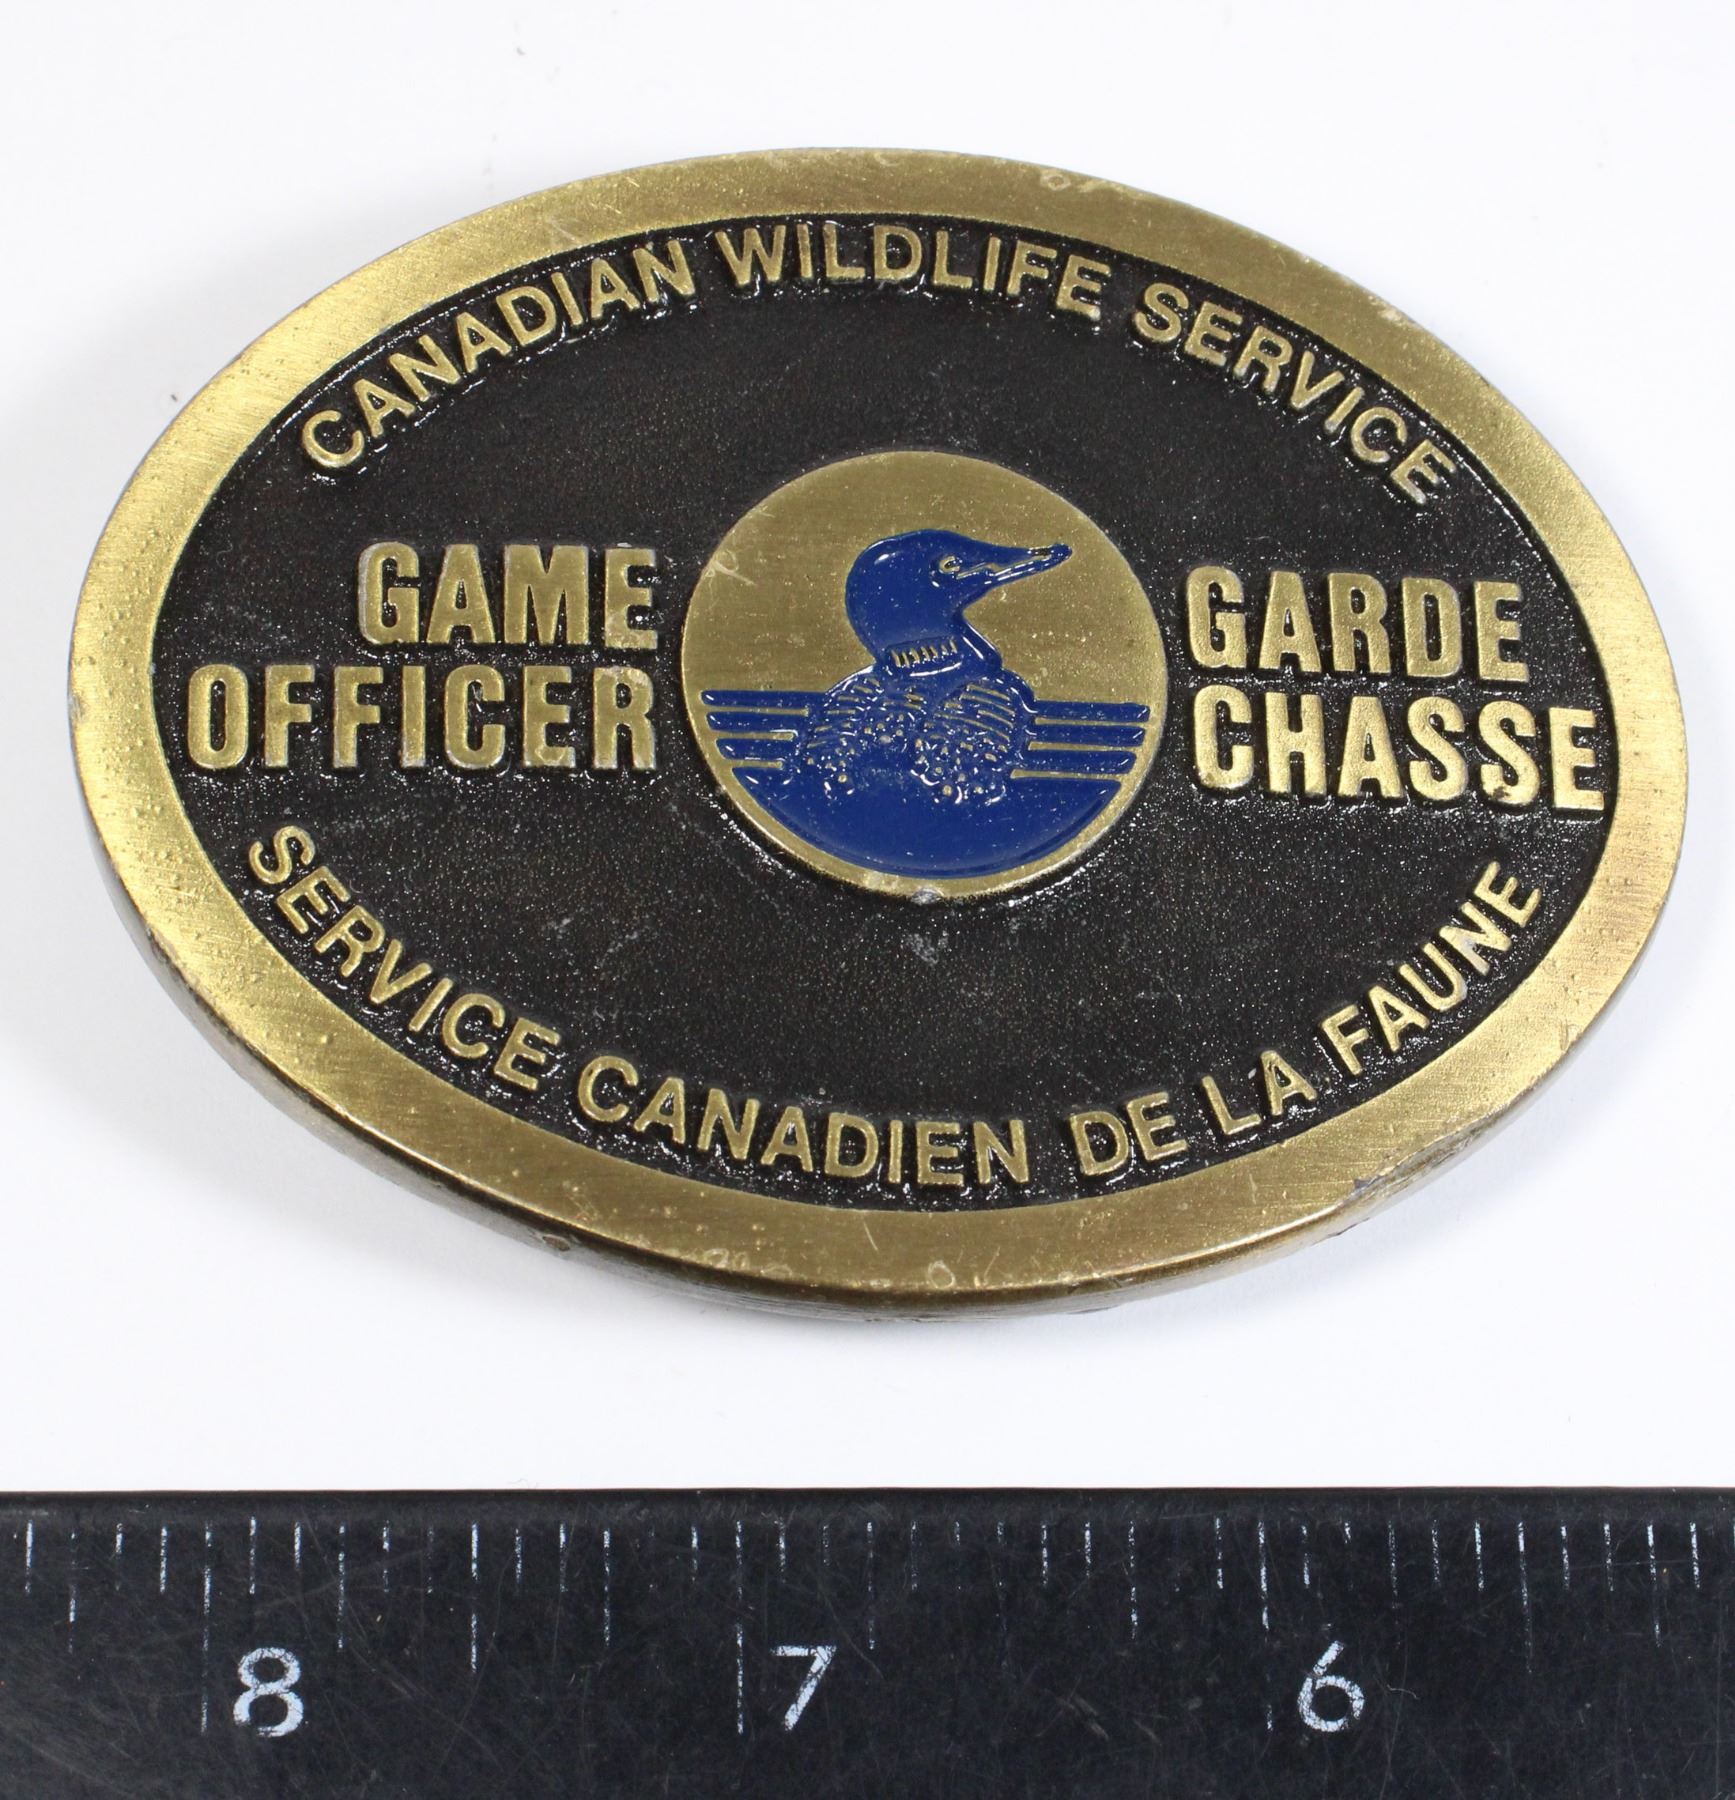 CANADIAN WILDLIFE SERVICE
GAME
OFFICER
GARDE
CHASSE
SERVICE CANADIEN DE LA FAUNE
8 7 6